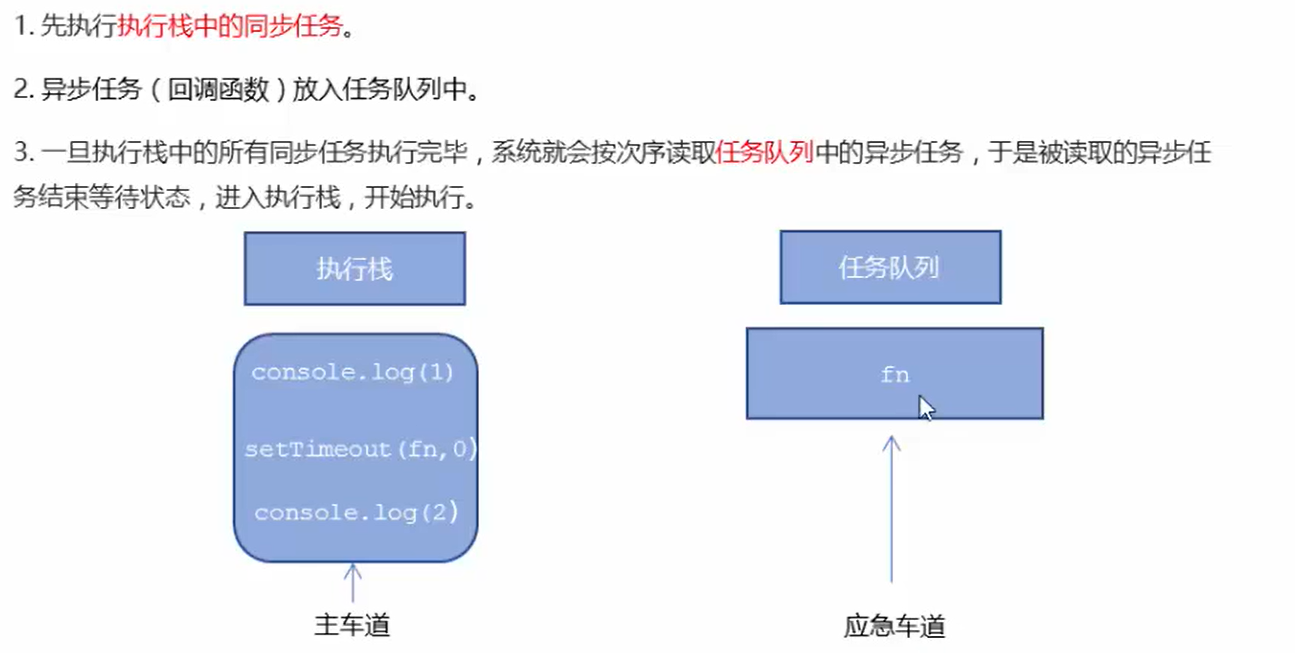 1. 先执行执行栈中的同步任务。
2. 异步任务（回调函数）放入任务队列中。
3. 一旦执行栈中的所有同步任务执行完毕，系统就会按次序读取任务队列中的异步任务，于是被读取的异步任
务结束等待状态，进入执行栈，开始执行。
执行栈
任务队列
console.log(1)
fn
setTimeout(fn,0)
console.log(2)
主车道
应急车道